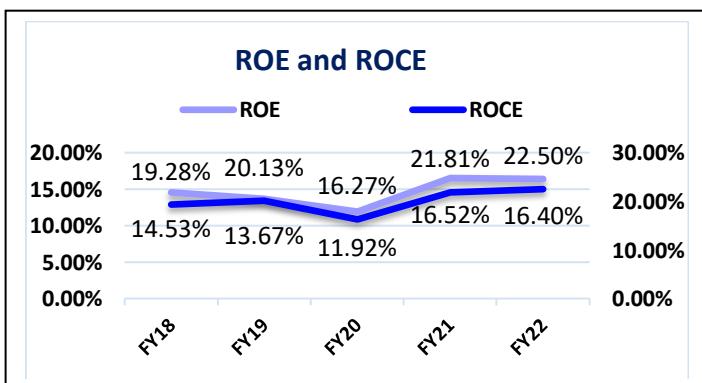 ROE and ROCE
ROE ROCE
20.00% 19.28% 20.13% 16.27% 21.81% 22.50% 30.00%
15.00% 20.00%
14.53% 13.67% 11.92% 16.52% 16.40%
10.00% 10.00%
5.00%
0.00% 0.00%
FY18 FY19 FY20 FY21 FY22